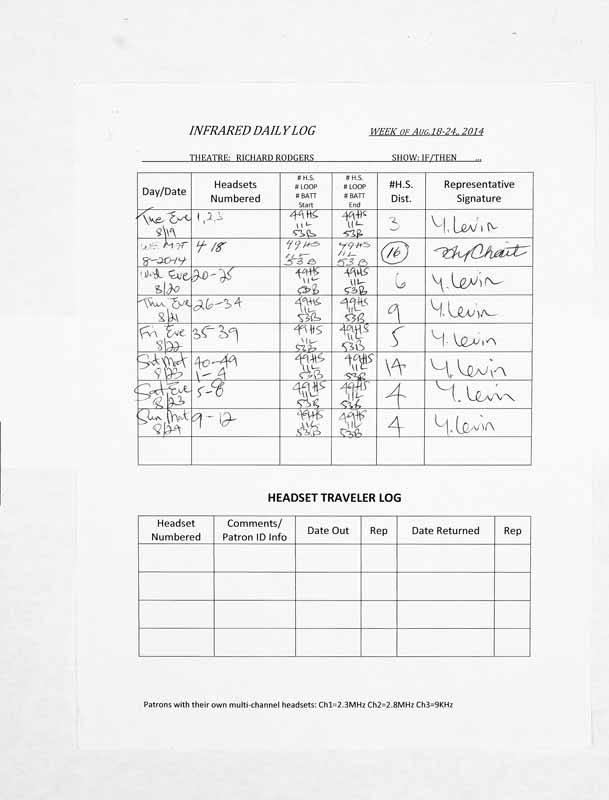 INFRARED DAILY LOG WEEK OF AUG.18-24,, 2014
THEATRE: RICHARD RODGERS SHOW: IF/THEN ...
Day/Date Headsets Numbered # H.S. # LOOP # BATT Start # H.S. # LOOP # BATT End #H.S. Dist. Representative Signature
Tue Eve 8/19 1,2,3 49HS 11L 53B 49HS 11L 53B 3 Y. Levin
WE MAT 8-20-14 4-18 49HS 11L 53B 49HS 11L 53B 16
Wed Eve 8/20 20-25 49HS 11L 53B 49HS 11L 53B 6 Y. Levin
Thu Eve 8/21 26-34 49HS 11L 53B 49HS 11L 53B 9 Y. Levin
Fri Eve 8/22 35-39 49HS 11L 53B 49HS 11L 53B 5 Y. Levin
Sat Mat 8/23 40-49 1-4 49HS 11L 53B 49HS 11L 53B 14 Y. Levin
Sat Eve 8/23 5-8 49HS 11L 53B 49HS 11L 53B 4 Y. Levin
Sun Mat 8/24 9-12 49HS 11L 53B 49HS 11L 53B 4 Y. Levin
HEADSET TRAVELER LOG
Headset Numbered Comments/ Patron ID Info Date Out Rep Date Returned Rep
Patrons with their own multi-channel headsets: Ch1=2.3MHz Ch2=2.8MHz Ch3=9KHz